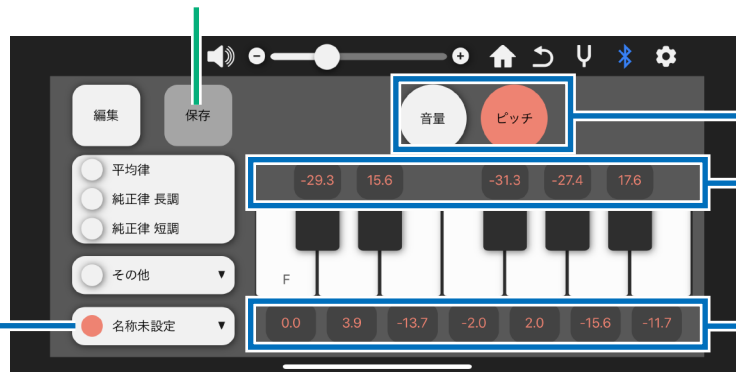 編集
保存
音量
ピッチ
平均律
純正律 長調
純正律 短調
その他 ▼
名称未設定 ▼
-29.3 15.6 -31.3 -27.4 17.6
F
0.0 3.9 -13.7 -2.0 2.0 -15.6 -11.7